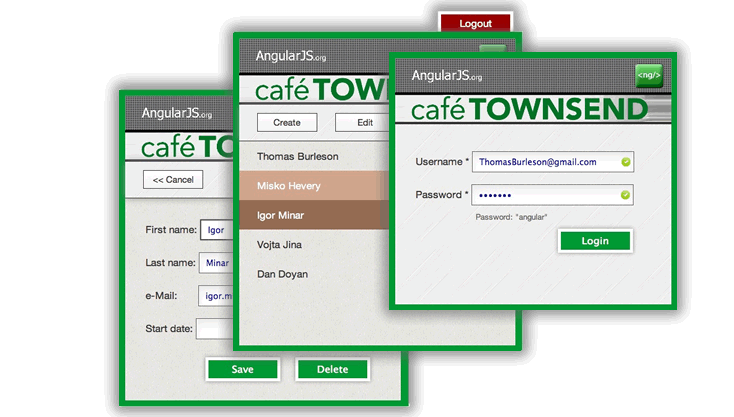 Logout
AngularJS.org
café TOWNSEND
Username *
ThomasBurleson@gmail.com
Password *
•••••••
Password: "angular"
Login
<ng/>
AngularJS.org
café TOW
Create
Edit
Thomas Burleson
Misko Hevery
Igor Minar
Vojta Jina
Dan Doyan
AngularJS.org
café TO
<< Cancel
First name:
Igor
Last name:
Minar
e-Mail:
igor.m
Start date:
Save
Delete